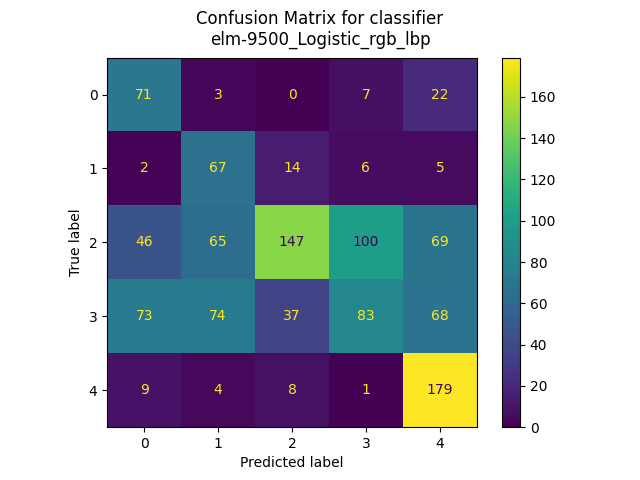 Confusion Matrix for classifier
elm-9500_Logistic_rgb_lbp
0 71 3 0 7 22
1 2 67 14 6 5
2 46 65 147 100 69
3 73 74 37 83 68
4 9 4 8 1 179
0 1 2 3 4
Predicted label
True label
160
140
120
100
80
60
40
20
0